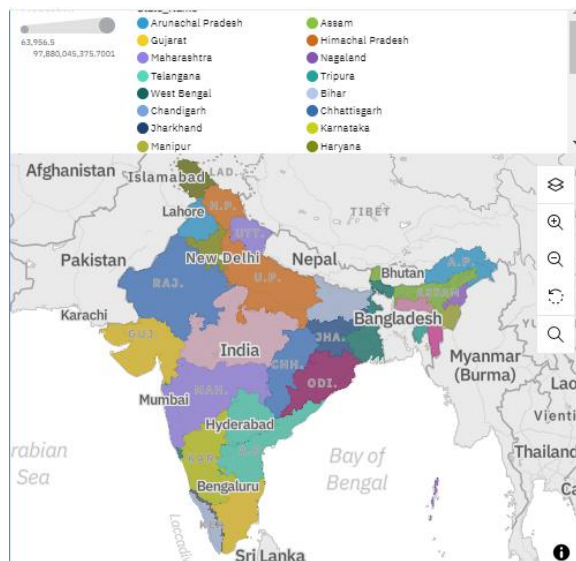 63,956.5
97,880,045,375.7001
Arunachal Pradesh
Gujarat
Maharashtra
Telangana
West Bengal
Chandigarh
Jharkhand
Manipur
Assam
Himachal Pradesh
Nagaland
Tripura
Bihar
Chhattisgarh
Karnataka
Haryana
Afghanistan
Islamabad
LAD.
Lahore
H.P.
TIBET
UTT.
Pakistan
New Delhi
Nepal
RAJ.
U.P.
Bhutan
A.P.
ASSAM
Karachi
GUJ.
India
JHA.
Bangladesh
CHH.
Myanmar
(Burma)
ODI.
Mumbai
MAH.
Hyderabad
Vienti
rabian
Sea
KAR.
Bay of
Bengal
Thailand
Bengaluru
Sri Lanka